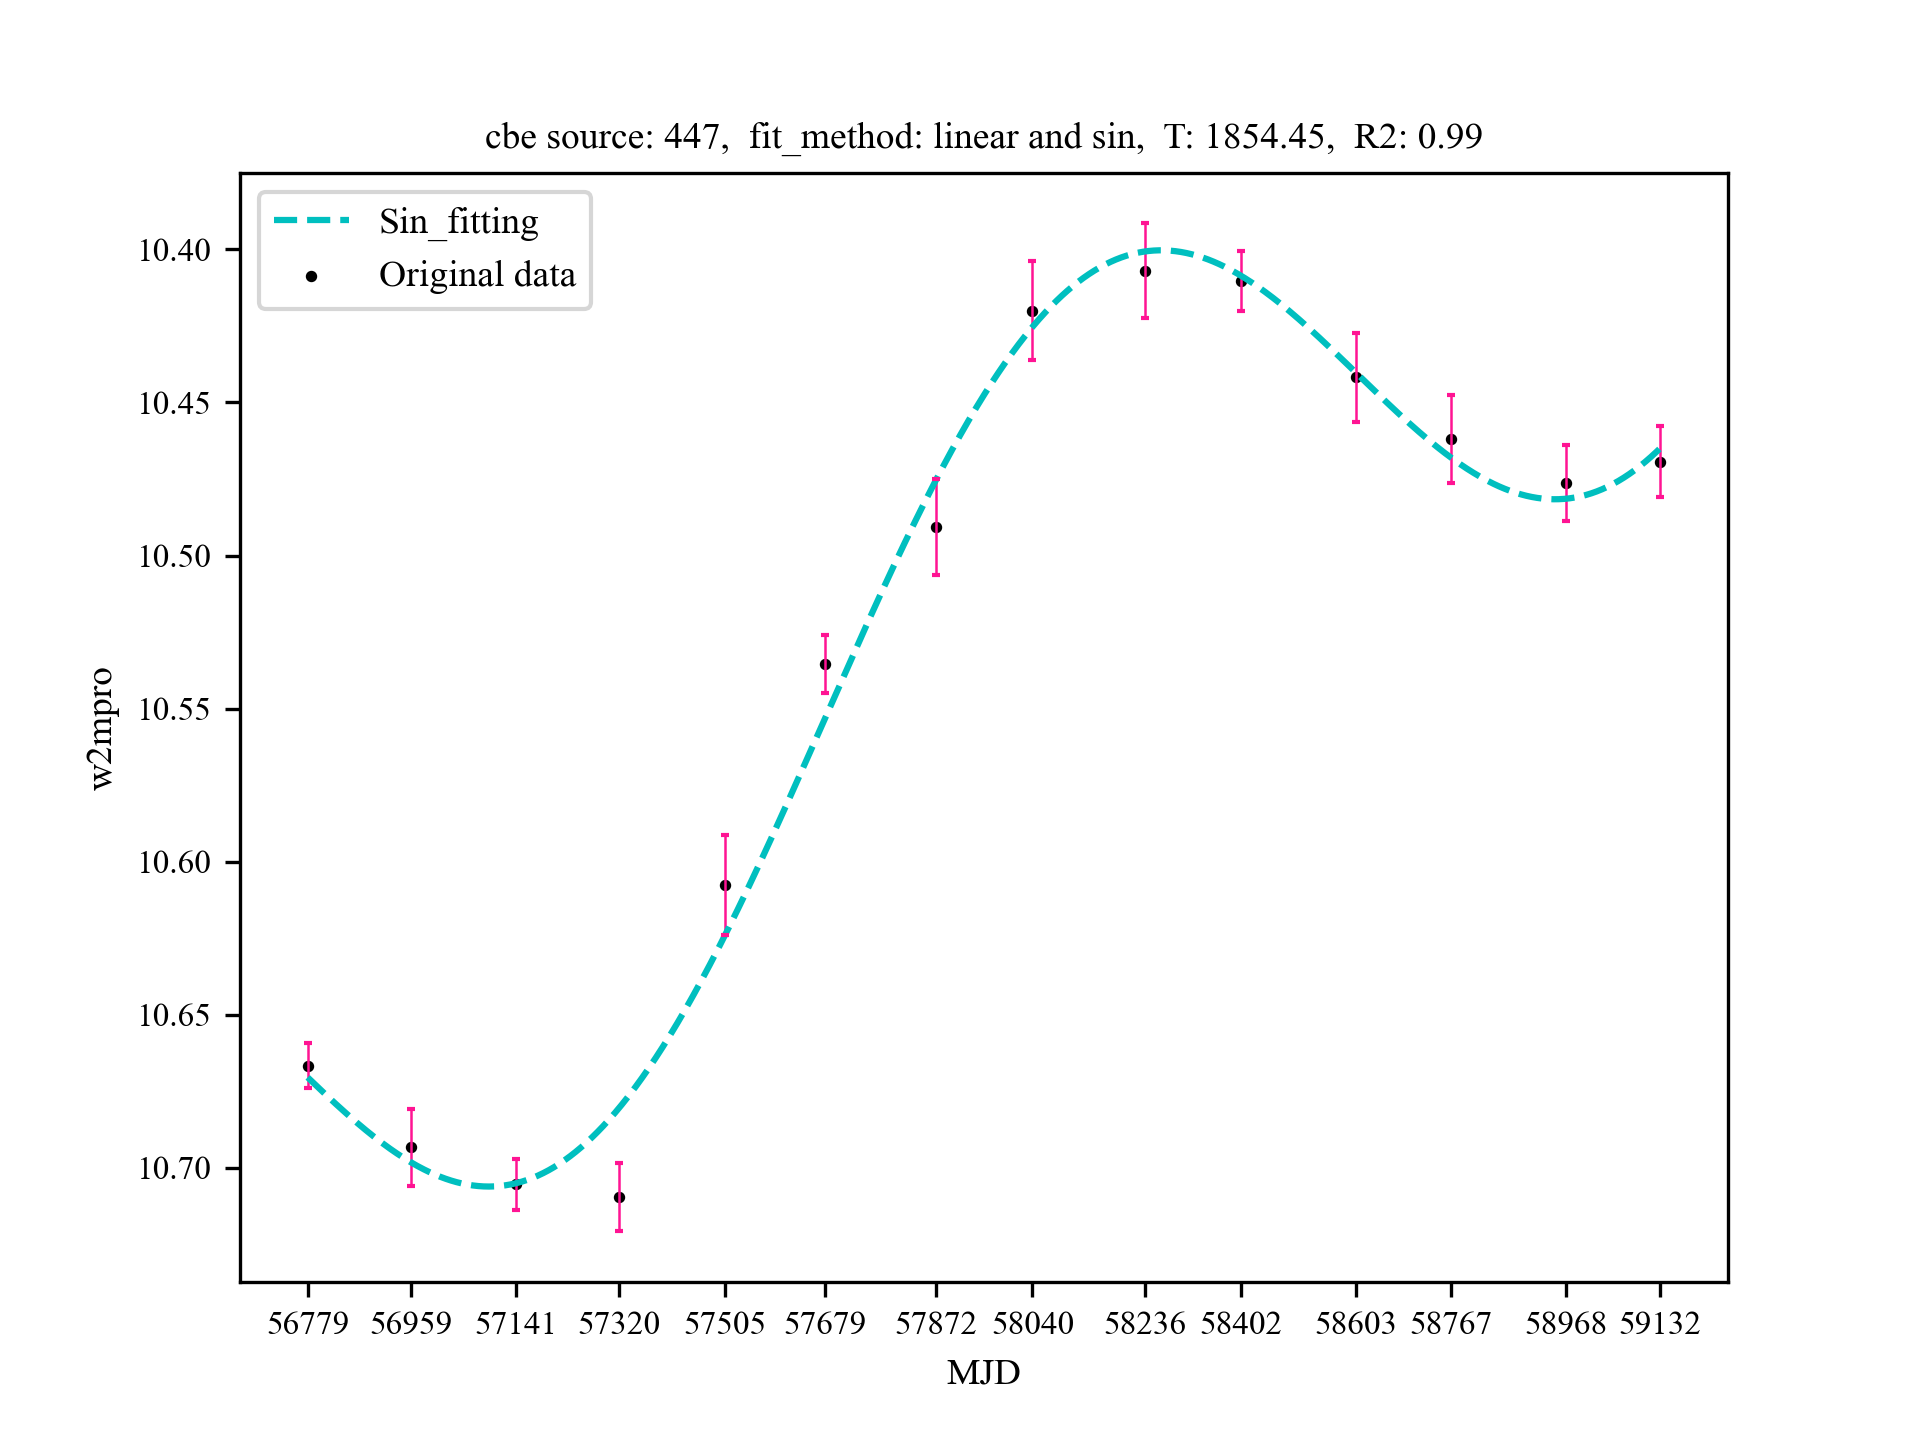 cbe source: 447,  fit_method: linear and sin,  T: 1854.45,  R2: 0.99
Sin_fitting
Original data
10.40
10.45
10.50
10.55
10.60
10.65
10.70
w2mpro
56779 56959 57141 57320 57505 57679 57872 58040 58236 58402 58603 58767 58968 59132
MJD